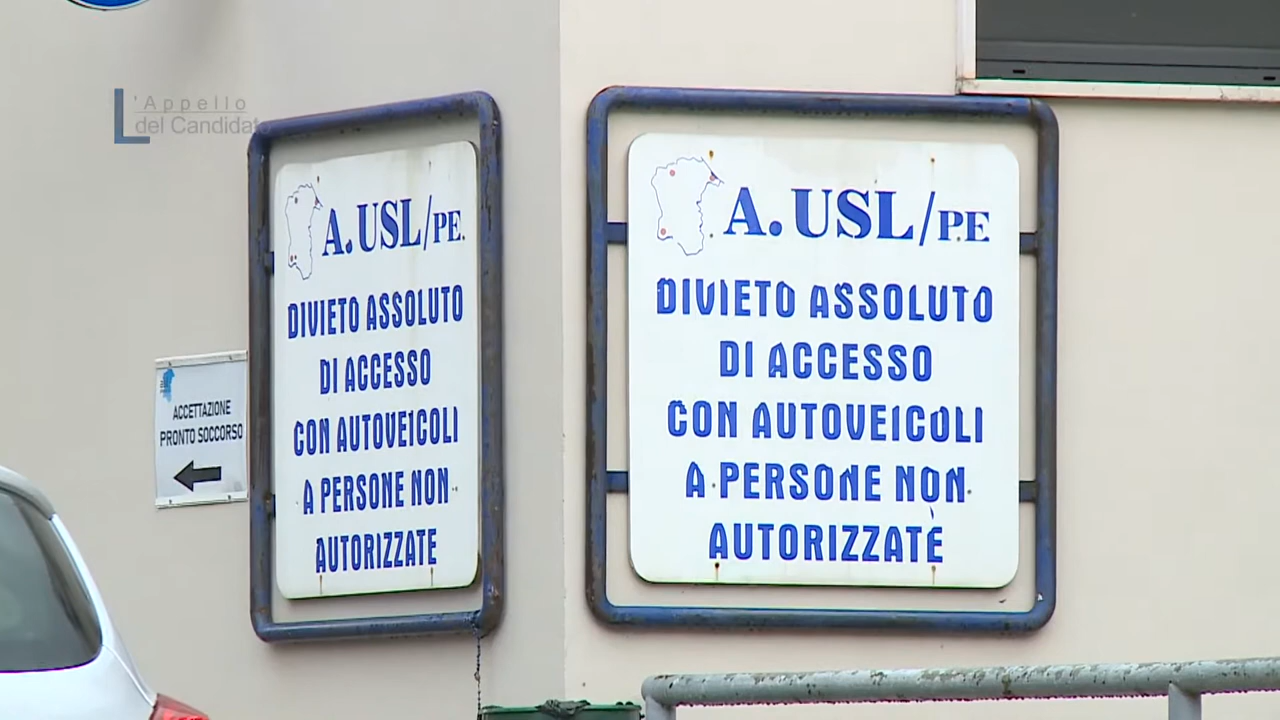 L'Appello
del Candidat
A. USL/PE.
DIVIETO ASSOLUTO
DI ACCESSO
CON AUTOVEICOLI
A PERSONE NON
AUTORIZZATE
A. USL/P.E
DIVIETO ASSOLUTO
DI ACCESSO
CON AUTOVEICOLI
A PERSONE NON
AUTORIZZATE
ACCETTAZIONE
PRONTO SOCCORSO